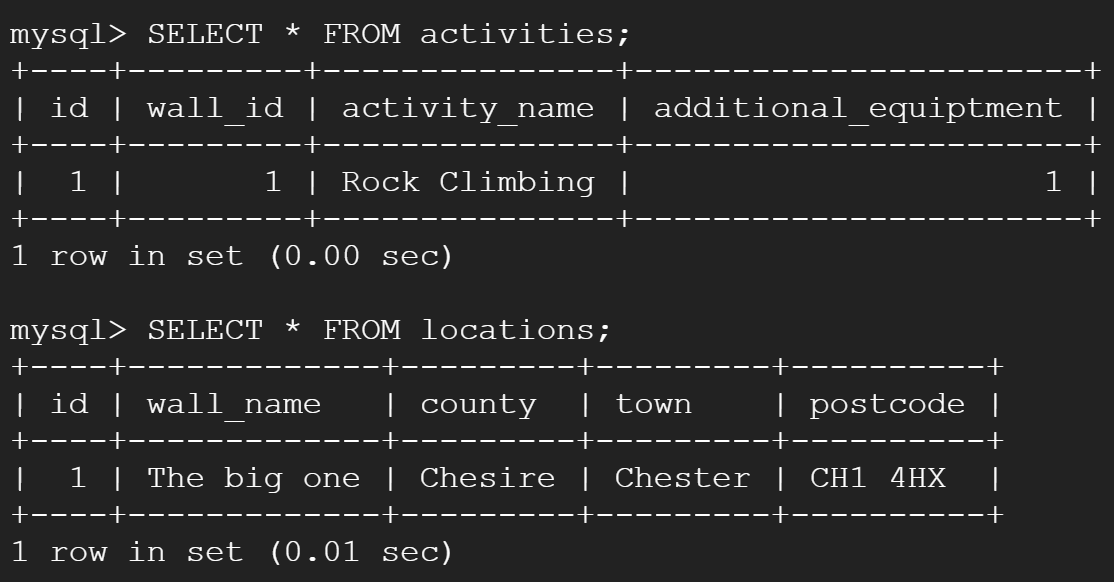 mysql> SELECT * FROM activities;
+----+---------+---------------+-----------------------+
| id | wall_id | activity_name | additional_equiptment |
+----+---------+---------------+-----------------------+
|  1 |       1 | Rock Climbing |                     1 |
+----+---------+---------------+-----------------------+
1 row in set (0.00 sec)
mysql> SELECT * FROM locations;
+----+-------------+---------+---------+----------+
| id | wall_name   | county  | town    | postcode |
+----+-------------+---------+---------+----------+
|  1 | The big one | Chesire | Chester | CH1 4HX  |
+----+-------------+---------+---------+----------+
1 row in set (0.01 sec)